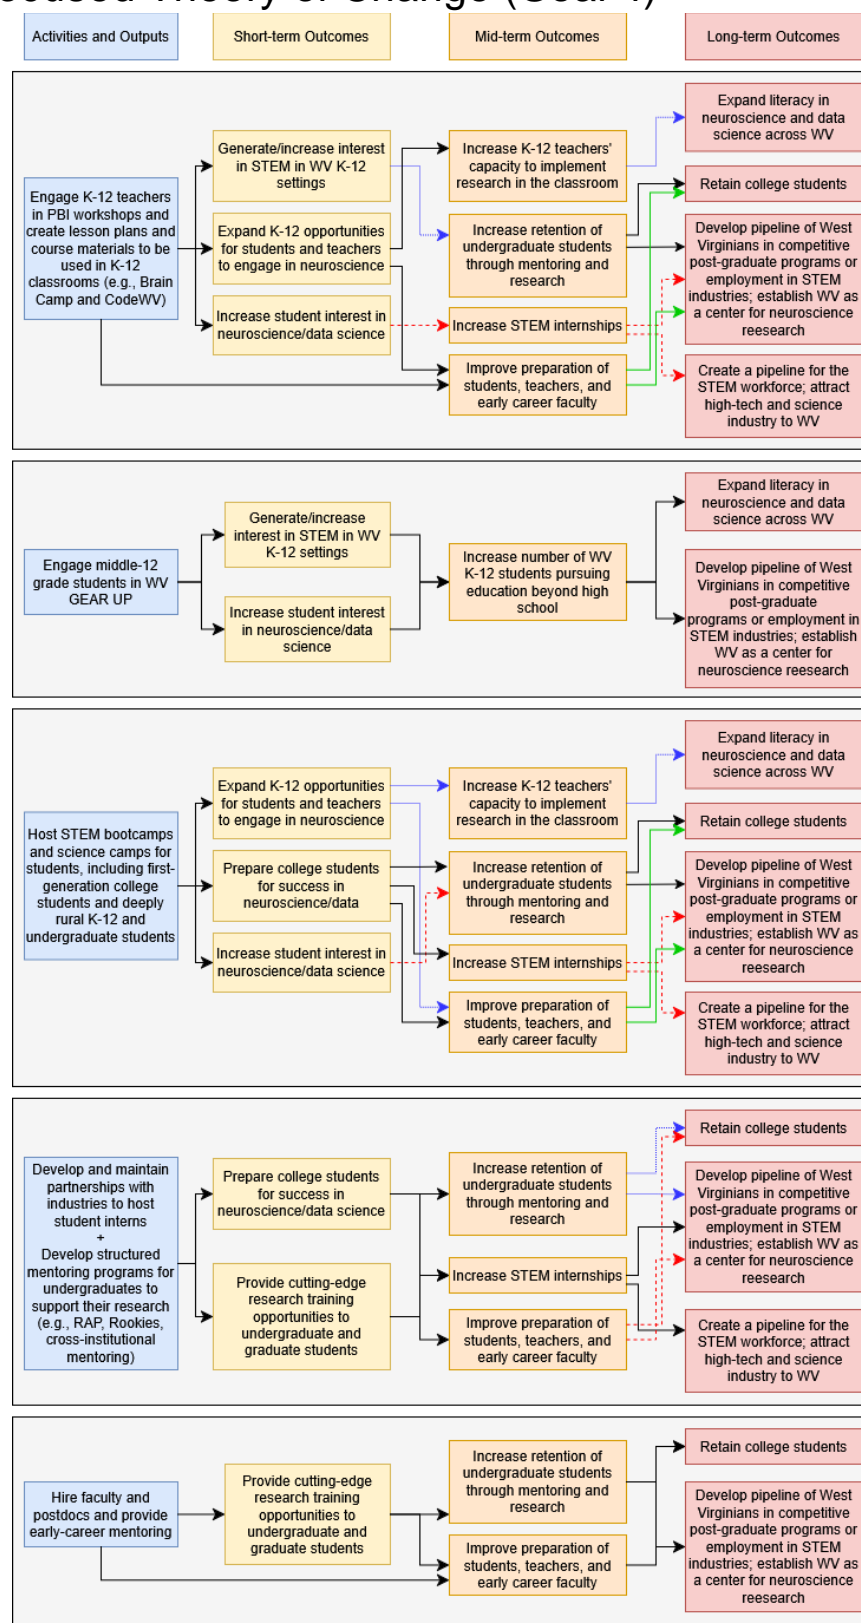 Focused Theory of Change (Goal 4)
Activities and Outputs
Short-term Outcomes
Mid-term Outcomes
Long-term Outcomes
Engage K-12 teachers
in PBI workshops and
create lesson plans and
course materials to be
used in K-12
classrooms (e.g., Brain
Camp and CodeWV)
Generate/increase interest
in STEM in WV K-12
settings
Expand K-12 opportunities
for students and teachers
to engage in neuroscience
Increase student interest in
neuroscience/data science
Increase K-12 teachers'
capacity to implement
research in the classroom
Increase retention of
undergraduate students
through mentoring and
research
Increase STEM internships
Improve preparation of
students, teachers, and
early career faculty
Expand literacy in
neuroscience and data
science across WV
Retain college students
Develop pipeline of West
Virginians in competitive
post-graduate programs or
employment in STEM
industries; establish WV as
a center for neuroscience
reesearch
Create a pipeline for the
STEM workforce; attract
high-tech and science
industry to WV
Engage middle-12
grade students in WV
GEAR UP
Generate/increase
interest in STEM in WV
K-12 settings
Increase student interest
in neuroscience/data
science
Increase number of WV
K-12 students pursuing
education beyond high
school
Expand literacy in
neuroscience and data
science across WV
Develop pipeline of West
Virginians in competitive
post-graduate
programs or employment in
STEM industries; establish
WV as a center for
neuroscience reesearch
Host STEM bootcamps
and science camps for
students, including first-
generation college
students and deeply
rural K-12 and
undergraduate students
Expand K-12 opportunities
for students and teachers
to engage in neuroscience
Prepare college students
for success in
neuroscience/data
Increase student interest in
neuroscience/data science
Increase K-12 teachers'
capacity to implement
research in the classroom
Increase retention of
undergraduate students
through mentoring and
research
Increase STEM internships
Improve preparation of
students, teachers, and
early career faculty
Expand literacy in
neuroscience and data
science across WV
Retain college students
Develop pipeline of West
Virginians in competitive
post-graduate programs or
employment in STEM
industries; establish WV as
a center for neuroscience
reesearch
Create a pipeline for the
STEM workforce; attract
high-tech and science
industry to WV
Develop and maintain
partnerships with
industries to host
student interns
+
Develop structured
mentoring programs for
undergraduates to
support their research
(e.g., RAP, Rookies,
cross-institutional
mentoring)
Prepare college students
for success in
neuroscience/data science
Provide cutting-edge
research training
opportunities to
undergraduate and
graduate students
Increase retention of
undergraduate students
through mentoring and
research
Increase STEM internships
Improve preparation of
students, teachers, and
early career faculty
Retain college students
Develop pipeline of West
Virginians in competitive
post-graduate programs or
employment in STEM
industries; establish WV as
a center for neuroscience
reesearch
Create a pipeline for the
STEM workforce; attract
high-tech and science
industry to WV
Hire faculty and
postdocs and provide
early-career mentoring
Provide cutting-edge
research training
opportunities to
undergraduate and
graduate students
Increase retention of
undergraduate students
through mentoring and
research
Improve preparation of
students, teachers, and
early career faculty
Retain college students
Develop pipeline of West
Virginians in competitive
post-graduate programs or
employment in STEM
industries; establish WV as
a center for neuroscience
reesearch